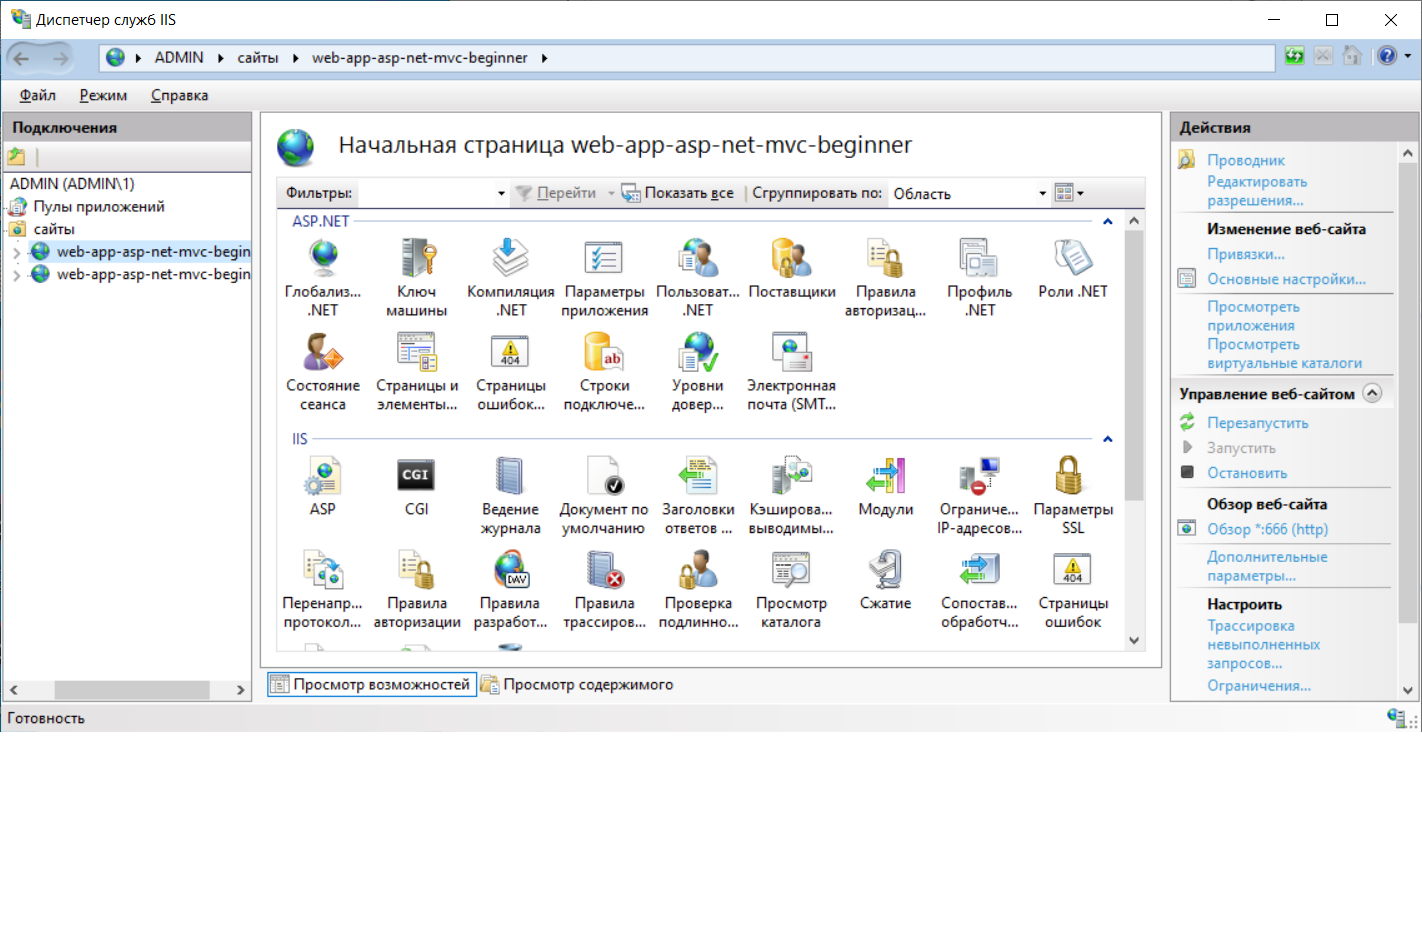 Диспетчер служб IIS
ADMIN
сайты
web-app-asp-net-mvc-beginner
Файл
Режим
Справка
Подключения
ADMIN (ADMIN\1)
Пулы приложений
сайты
web-app-asp-net-mvc-begin
web-app-asp-net-mvc-begin
Начальная страница web-app-asp-net-mvc-beginner
Фильтры:
Перейти
Показать все
Сгруппировать по:
Область
ASP.NET
Глобализ...
.NET
Ключ
машины
Компиляция
.NET
Параметры
приложения
Пользоват...
.NET
Поставщики
Правила
авторизац...
Профиль
.NET
Роли .NET
Состояние
сеанса
Страницы и
элементы...
Страницы
ошибок...
Строки
подключе...
Уровни
довер...
Электронная
почта (SMT...
IIS
ASP
CGI
CGI
Ведение
журнала
Документ по
умолчанию
Заголовки
ответов ...
Кэширова...
выводимы...
Модули
Ограниче...
IP-адресов...
Параметры
SSL
404
404
ab
DAV
Перенапр...
протокол...
Правила
авторизации
Правила
разработ...
Правила
трассиров...
Проверка
подлинно...
Просмотр
каталога
Сжатие
Сопостав...
обработч...
Страницы
ошибок
Просмотр возможностей
Просмотр содержимого
Действия
Проводник
Редактировать
разрешения...
Изменение веб-сайта
Привязки...
Основные настройки...
Просмотреть
приложения
Просмотреть
виртуальные каталоги
Управление веб-сайтом
Перезапустить
Запустить
Остановить
Обзор веб-сайта
Обзор *:666 (http)
Дополнительные
параметры...
Настроить
Трассировка
невыполненных
запросов...
Ограничения...
Готовность